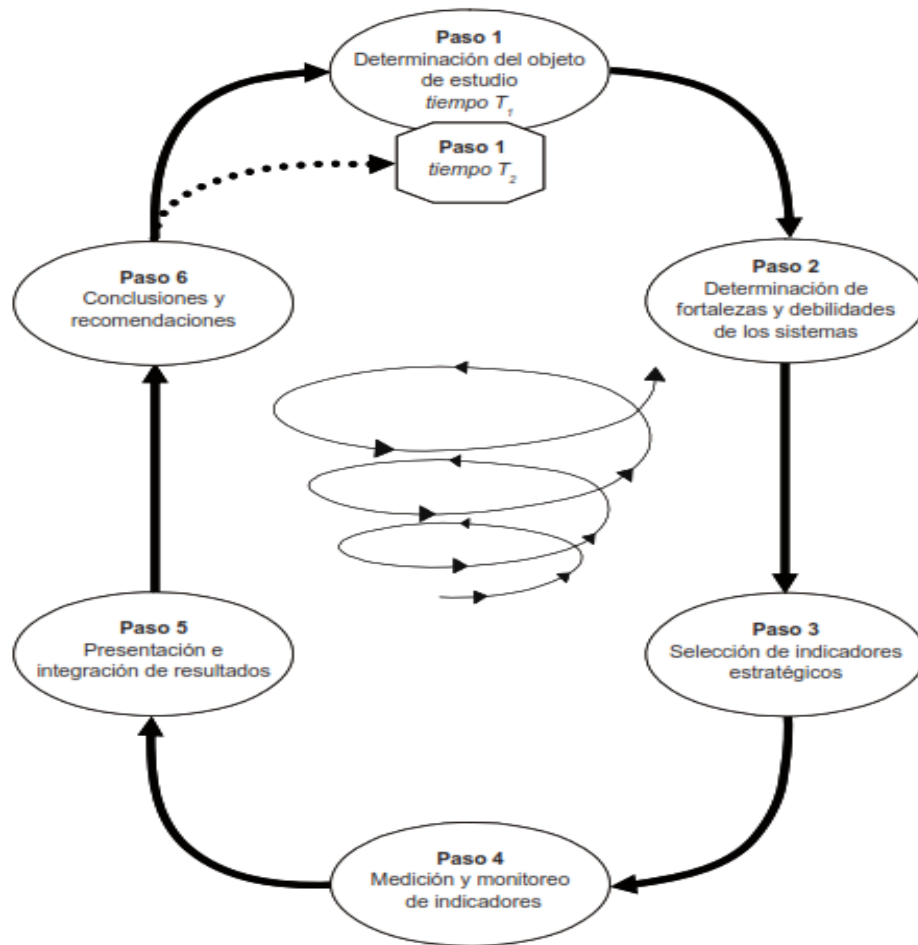 Paso 1
Determinación del objeto
de estudio
tiempo T₁
Paso 1
tiempo T₂
Paso 2
Determinación de
fortalezas y debilidades
de los sistemas
Paso 3
Selección de indicadores
estratégicos
Paso 4
Medición y monitoreo
de indicadores
Paso 5
Presentación e
integración de resultados
Paso 6
Conclusiones y
recomendaciones